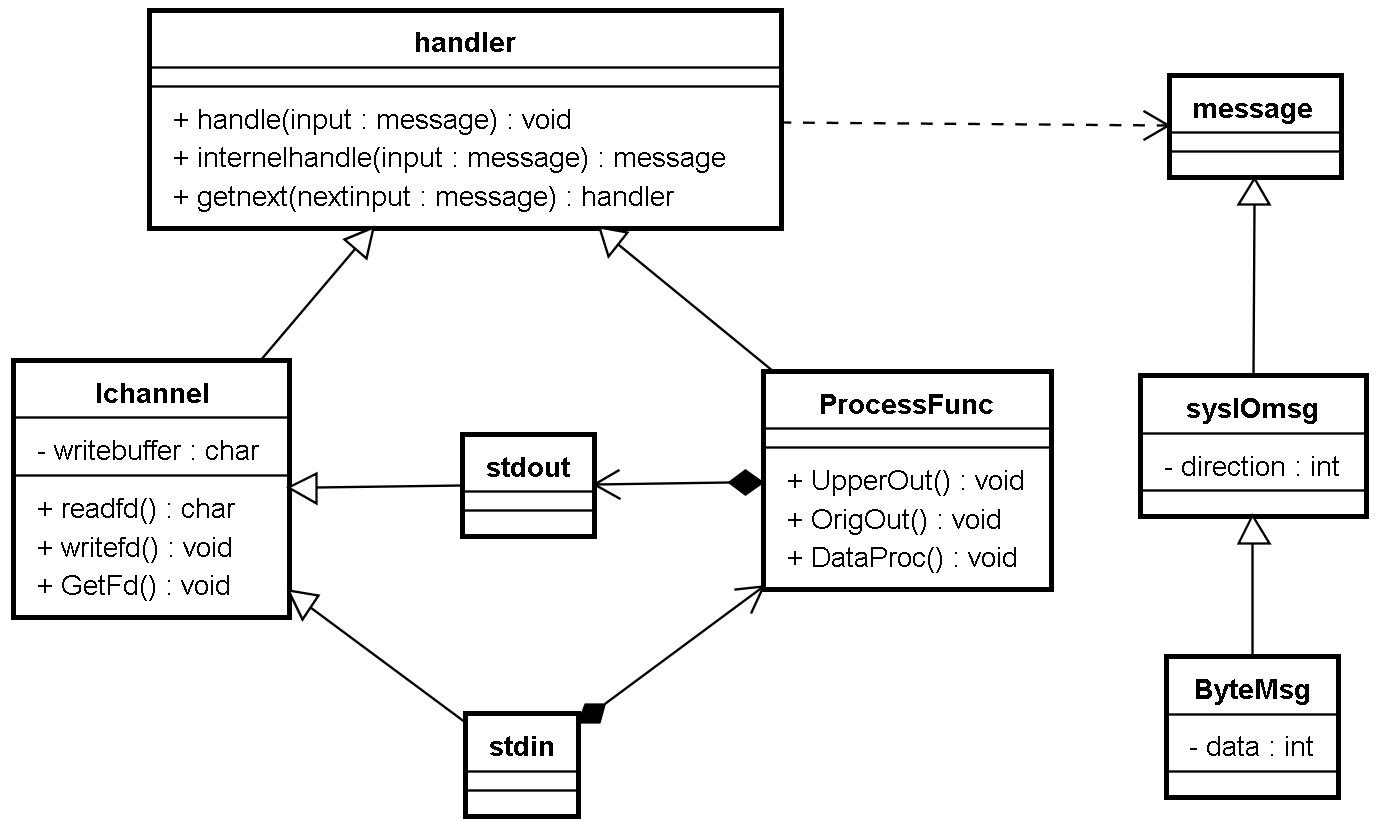 handler
+ handle(input : message) : void
+ internelhandle(input : message) : message
+ getnext(nextinput : message) : handler
message
Ichannel
- writebuffer : char
+ readfd() : char
+ writefd() : void
+ GetFd() : void
stdout
ProcessFunc
+ UpperOut() : void
+ OrigOut() : void
+ DataProc() : void
sysIOmsg
- direction : int
stdin
ByteMsg
- data : int